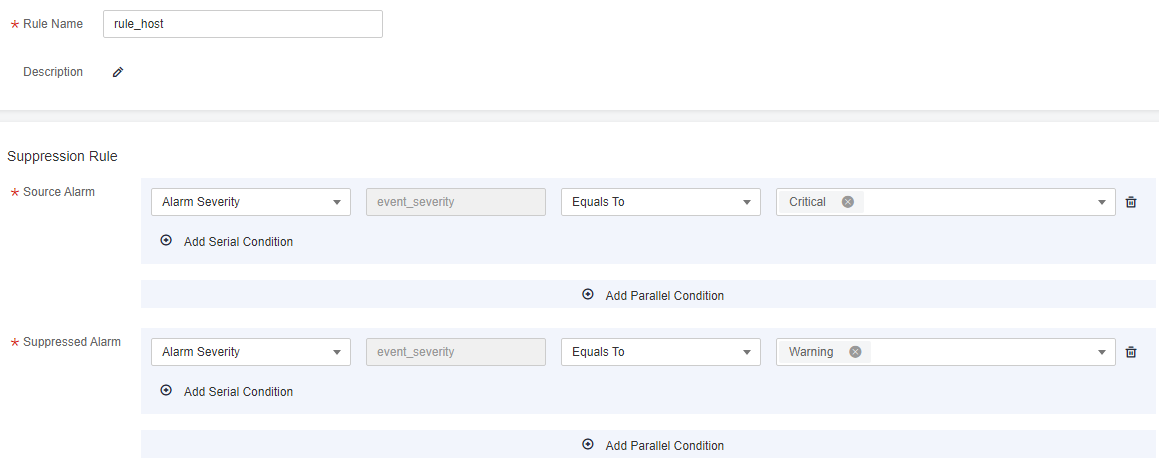 * Rule Name rule_host
Description
Suppression Rule
* Source Alarm Alarm Severity event_severity Equals To Critical
Add Serial Condition
Add Parallel Condition
* Suppressed Alarm Alarm Severity event_severity Equals To Warning
Add Serial Condition
Add Parallel Condition